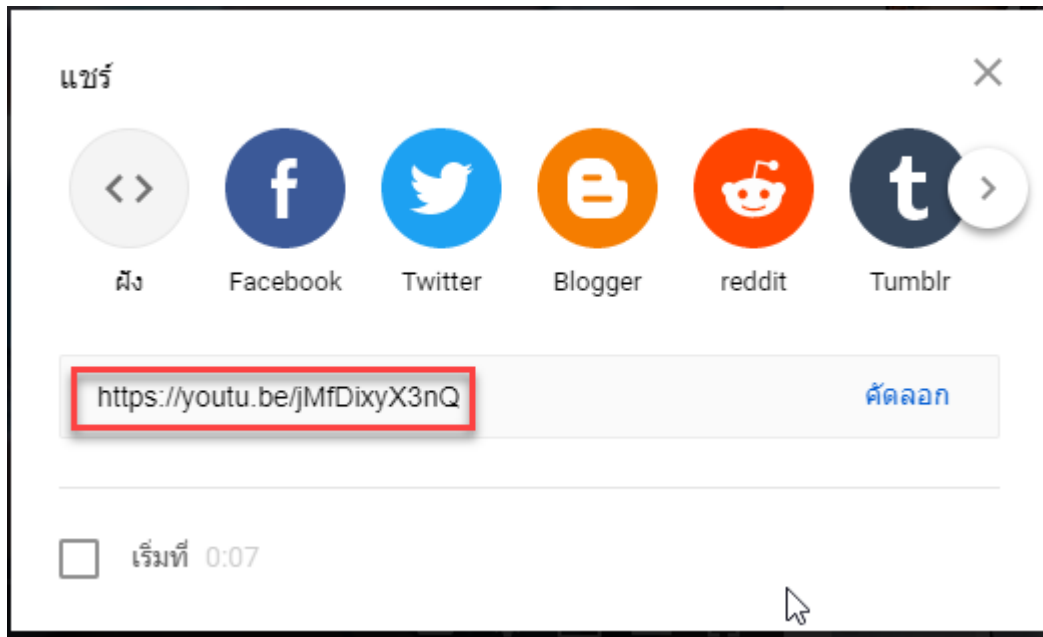 แชร์
ฝัง Facebook Twitter Blogger reddit Tumblr
https://youtu.be/jMfDixyX3nQ คัดลอก
เริ่มที่ 0:07